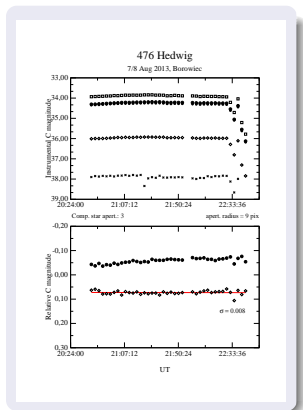 476 Hedwig
7/8 Aug 2013, Borowiec
Instrumental C magnitude
33,00
34,00
35,00
36,00
37,00
38,00
39,00
20:24:00 21:07:12 21:50:24 22:33:36
Comp. star apert.: 3 apert. radius = 9 pix
Relative C magnitude
-0,20
-0,10
0,00
0,10
0,20
0,30
σ = 0.008
20:24:00 21:07:12 21:50:24 22:33:36
UT